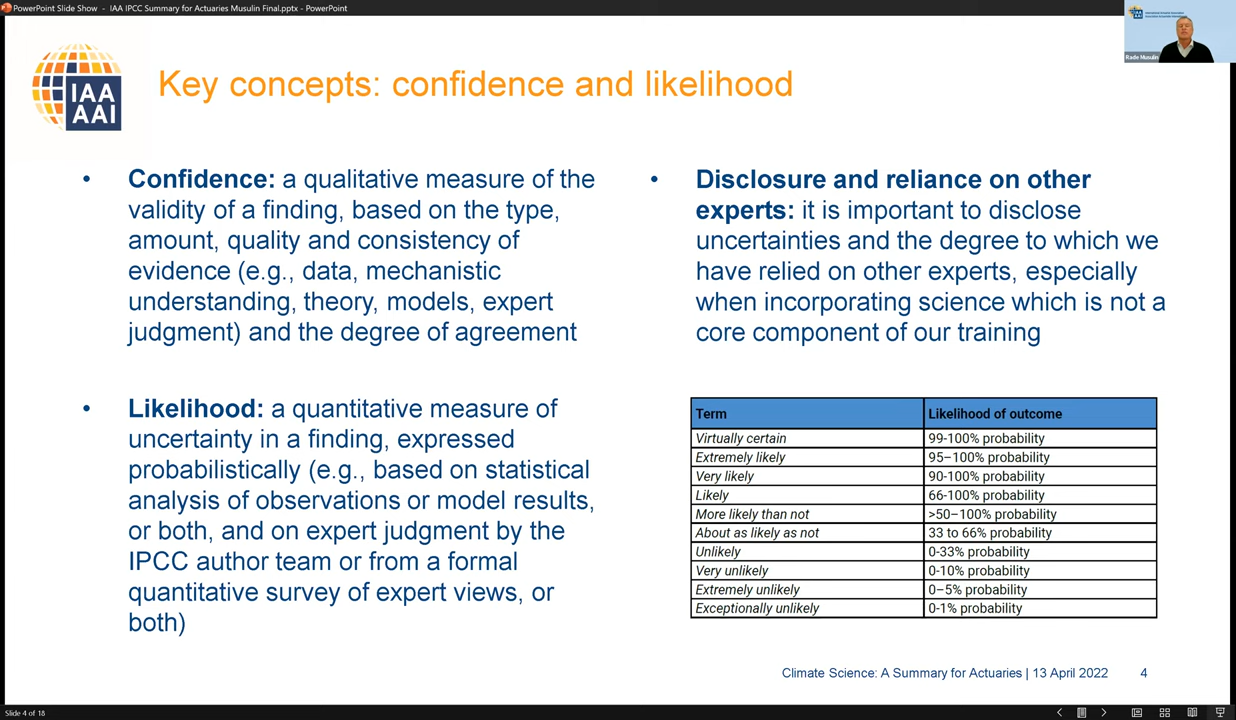 PowerPoint Slide Show - IAA IPCC Summary for Actuaries Musulin Final.pptx - PowerPoint
Rade Musulin
IAA
AAI
Key concepts: confidence and likelihood
• Confidence: a qualitative measure of the
validity of a finding, based on the type,
amount, quality and consistency of
evidence (e.g., data, mechanistic
understanding, theory, models, expert
judgment) and the degree of agreement
• Likelihood: a quantitative measure of
uncertainty in a finding, expressed
probabilistically (e.g., based on statistical
analysis of observations or model results,
or both, and on expert judgment by the
IPCC author team or from a formal
quantitative survey of expert views, or
both)
• Disclosure and reliance on other
experts: it is important to disclose
uncertainties and the degree to which we
have relied on other experts, especially
when incorporating science which is not a
core component of our training
Term Likelihood of outcome
Virtually certain 99-100% probability
Extremely likely 95–100% probability
Very likely 90-100% probability
Likely 66-100% probability
More likely than not >50–100% probability
About as likely as not 33 to 66% probability
Unlikely 0-33% probability
Very unlikely 0-10% probability
Extremely unlikely 0–5% probability
Exceptionally unlikely 0-1% probability
Climate Science: A Summary for Actuaries | 13 April 2022 4
Slide 4 of 18